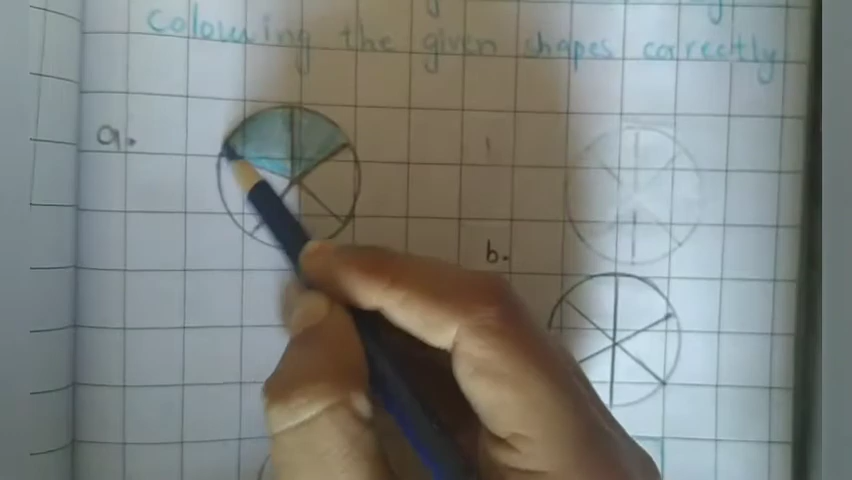 colouring the given shapes correctly
a.
b.